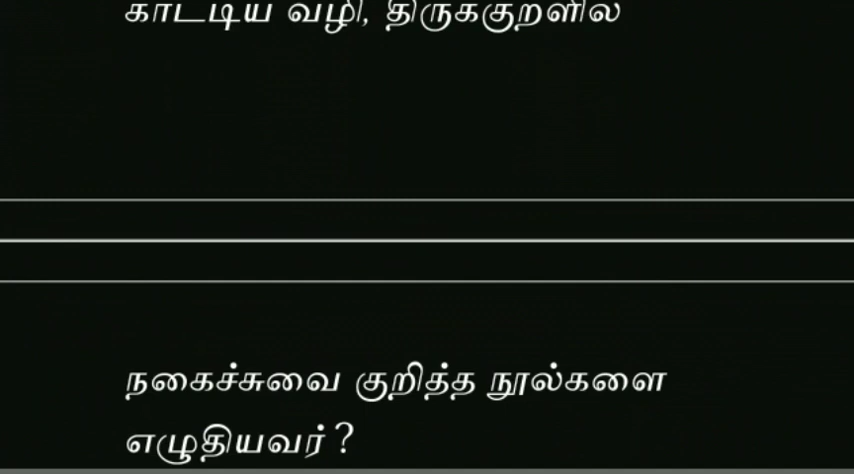 காட்டிய வழி, திருக்குறளில்
நகைச்சுவை குறித்த நூல்களை
எழுதியவர் ?